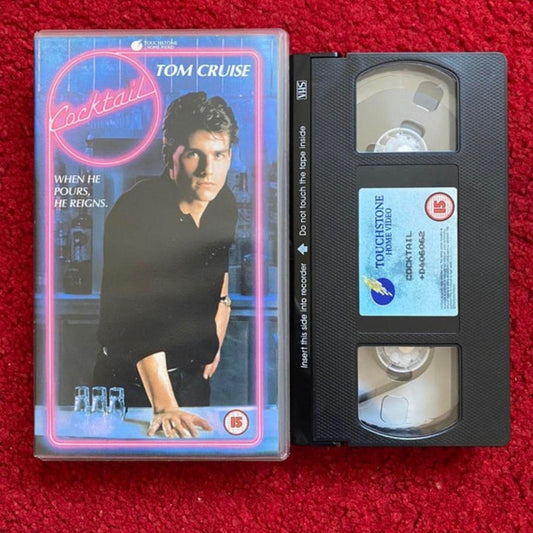 TOUCHSTONE
HOME VIDEO
TOM CRUISE
Cocktail
WHEN HE
POURS,
HE REIGNS.
15
VHS
Do not touch the tape inside
Insert this side into recorder
TOUCHSTONE
HOME VIDEO
COCKTAIL
+D406062
15